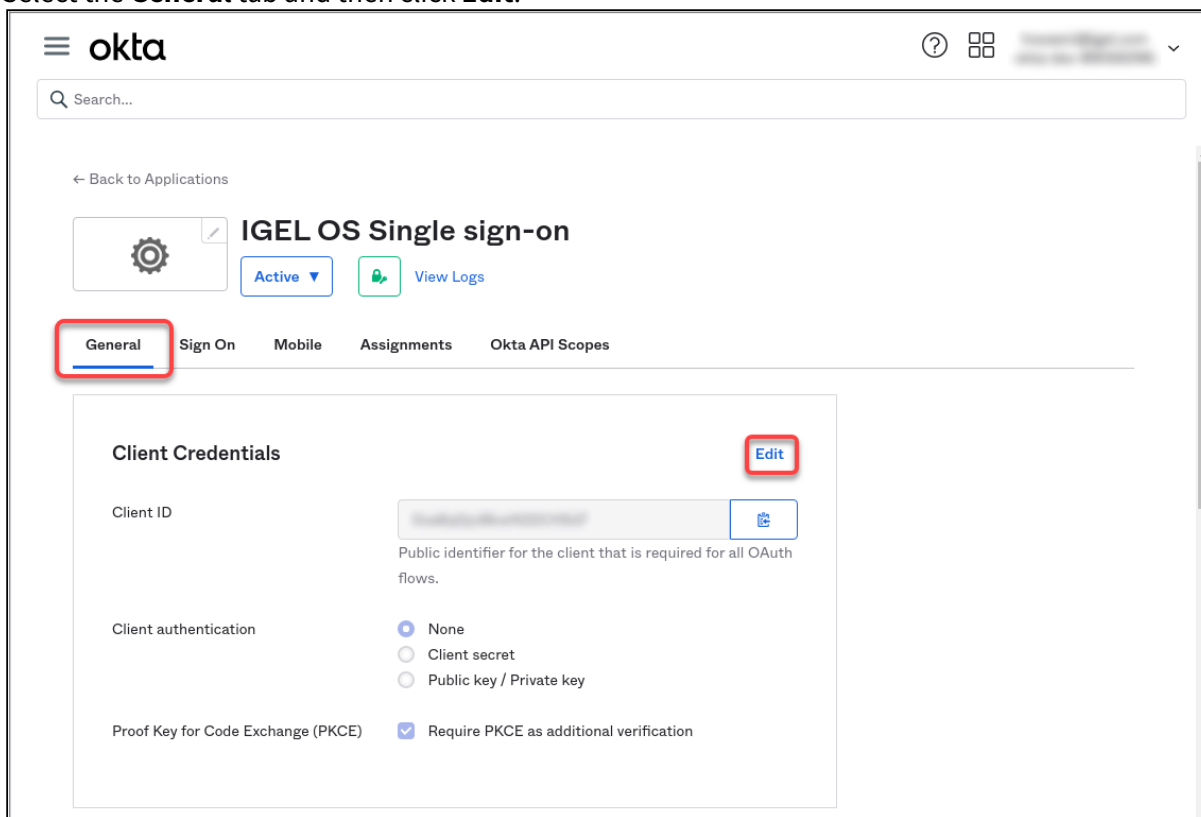 Select the General tab and then click Edit.
okta
Search...
← Back to Applications
IGEL OS Single sign-on
Active ▼ View Logs
General Sign On Mobile Assignments Okta API Scopes
Client Credentials Edit
Client ID
Public identifier for the client that is required for all OAuth
flows.
Client authentication None
Client secret
Public key / Private key
Proof Key for Code Exchange (PKCE) Require PKCE as additional verification